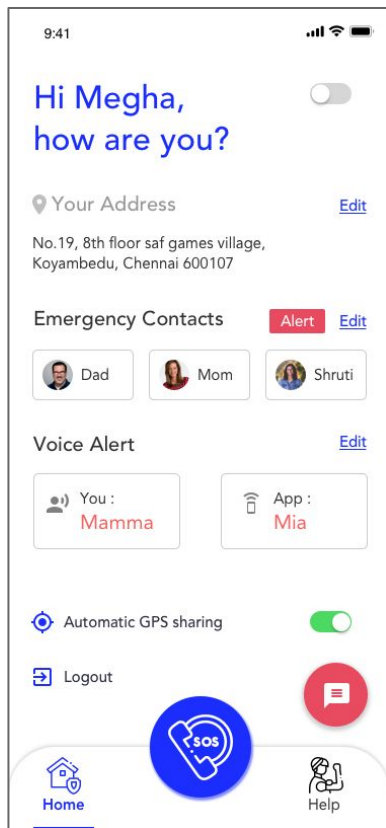 9:41
Hi Megha,
how are you?
Your Address
Edit
No.19, 8th floor saf games village,
Koyambedu, Chennai 600107
Emergency Contacts
Alert
Edit
Dad
Mom
Shruti
Voice Alert
Edit
You :
Mamma
App :
Mia
Automatic GPS sharing
Logout
SOS
Home
Help